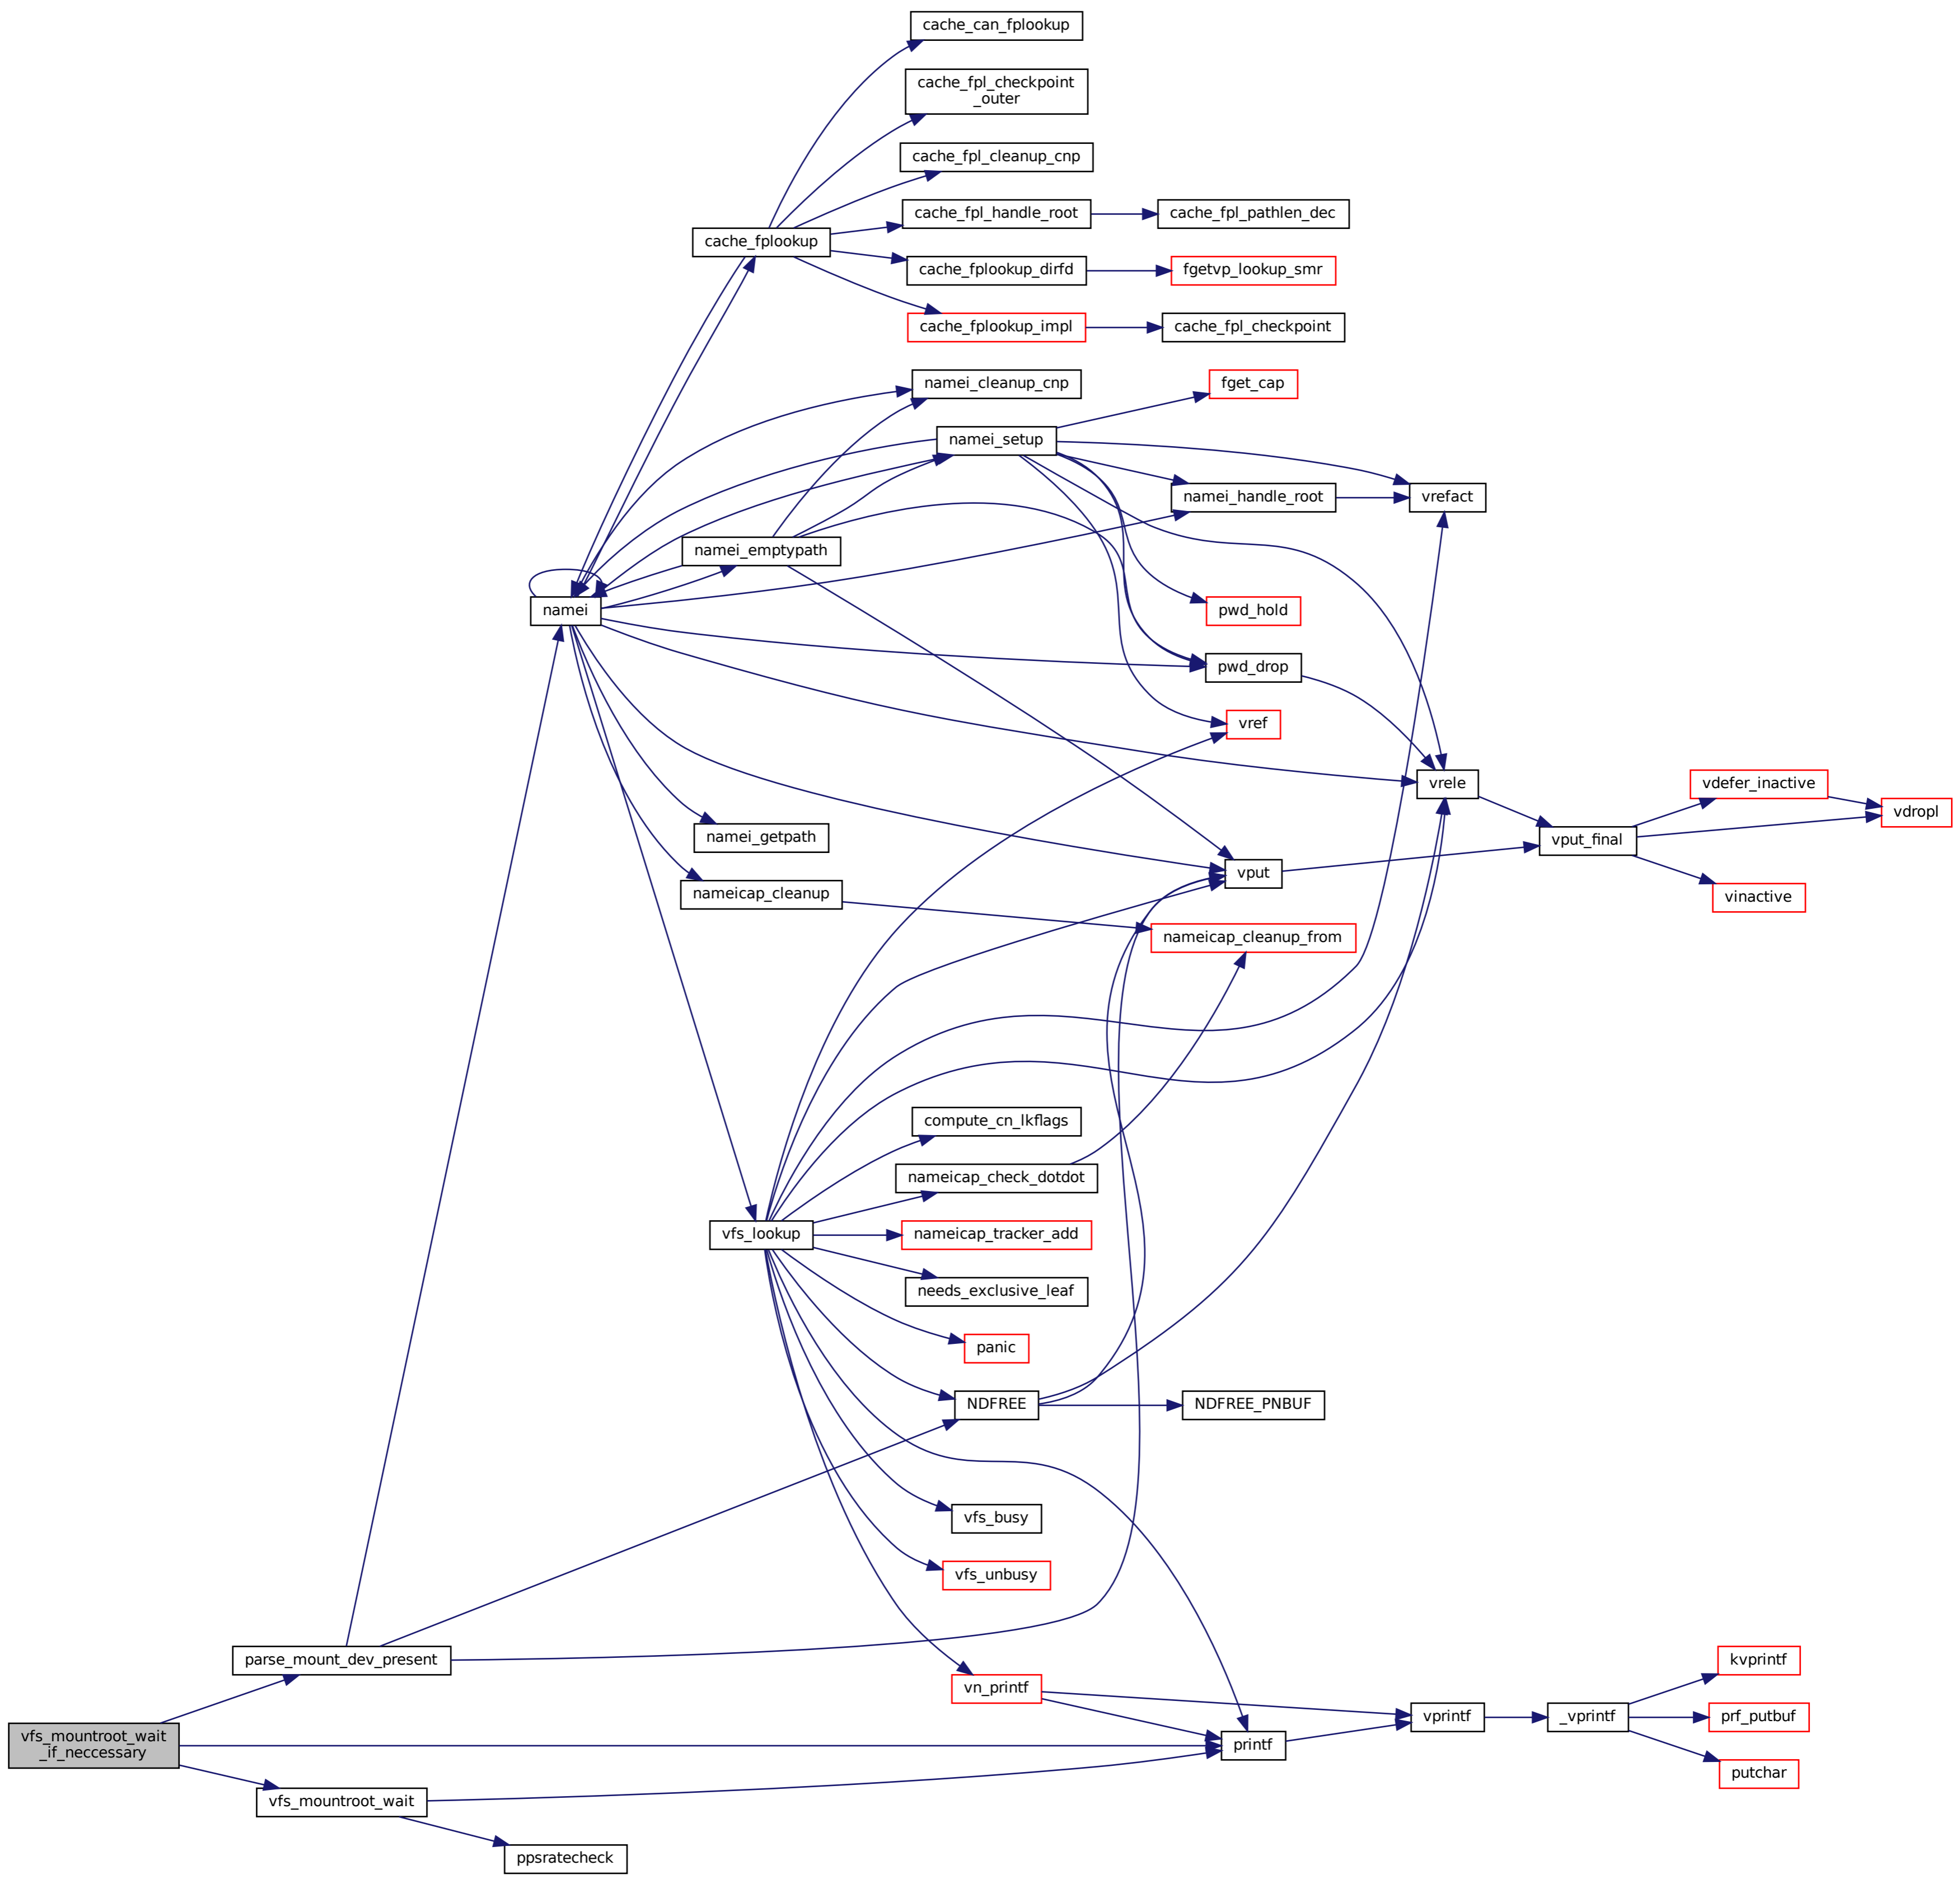 cache_can_fplookup
cache_fpl_checkpoint
_outer
cache_fpl_cleanup_cnp
cache_fpl_handle_root
cache_fpl_pathlen_dec
cache_fplookup
cache_fplookup_dirfd
fgetvp_lookup_smr
cache_fplookup_impl
cache_fpl_checkpoint
namei_cleanup_cnp
fget_cap
namei_setup
namei_handle_root
vrefact
namei_emptypath
namei
pwd_hold
pwd_drop
vref
vrele
vdefer_inactive
vdropl
namei_getpath
vput_final
vput
nameicap_cleanup
vinactive
nameicap_cleanup_from
compute_cn_lkflags
nameicap_check_dotdot
vfs_lookup
nameicap_tracker_add
needs_exclusive_leaf
panic
NDFREE
NDFREE_PNBUF
vfs_busy
vfs_unbusy
parse_mount_dev_present
vn_printf
kvprintf
vprintf
_vprintf
prf_putbuf
vfs_mountroot_wait
_if_neccessary
printf
putchar
vfs_mountroot_wait
ppsratecheck